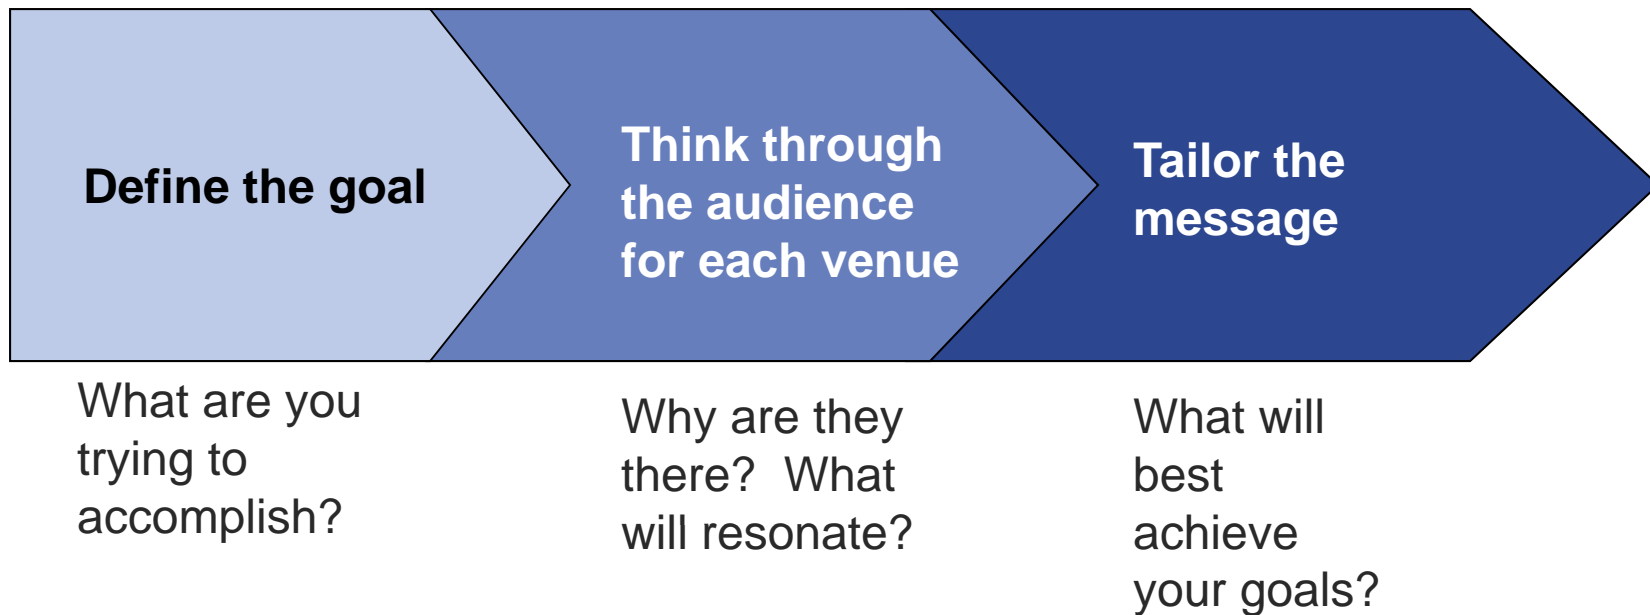 Define the goal
Think through
the audience
for each venue
Tailor the
message
What are you
trying to
accomplish?
Why are they
there?  What
will resonate?
What will
best
achieve
your goals?